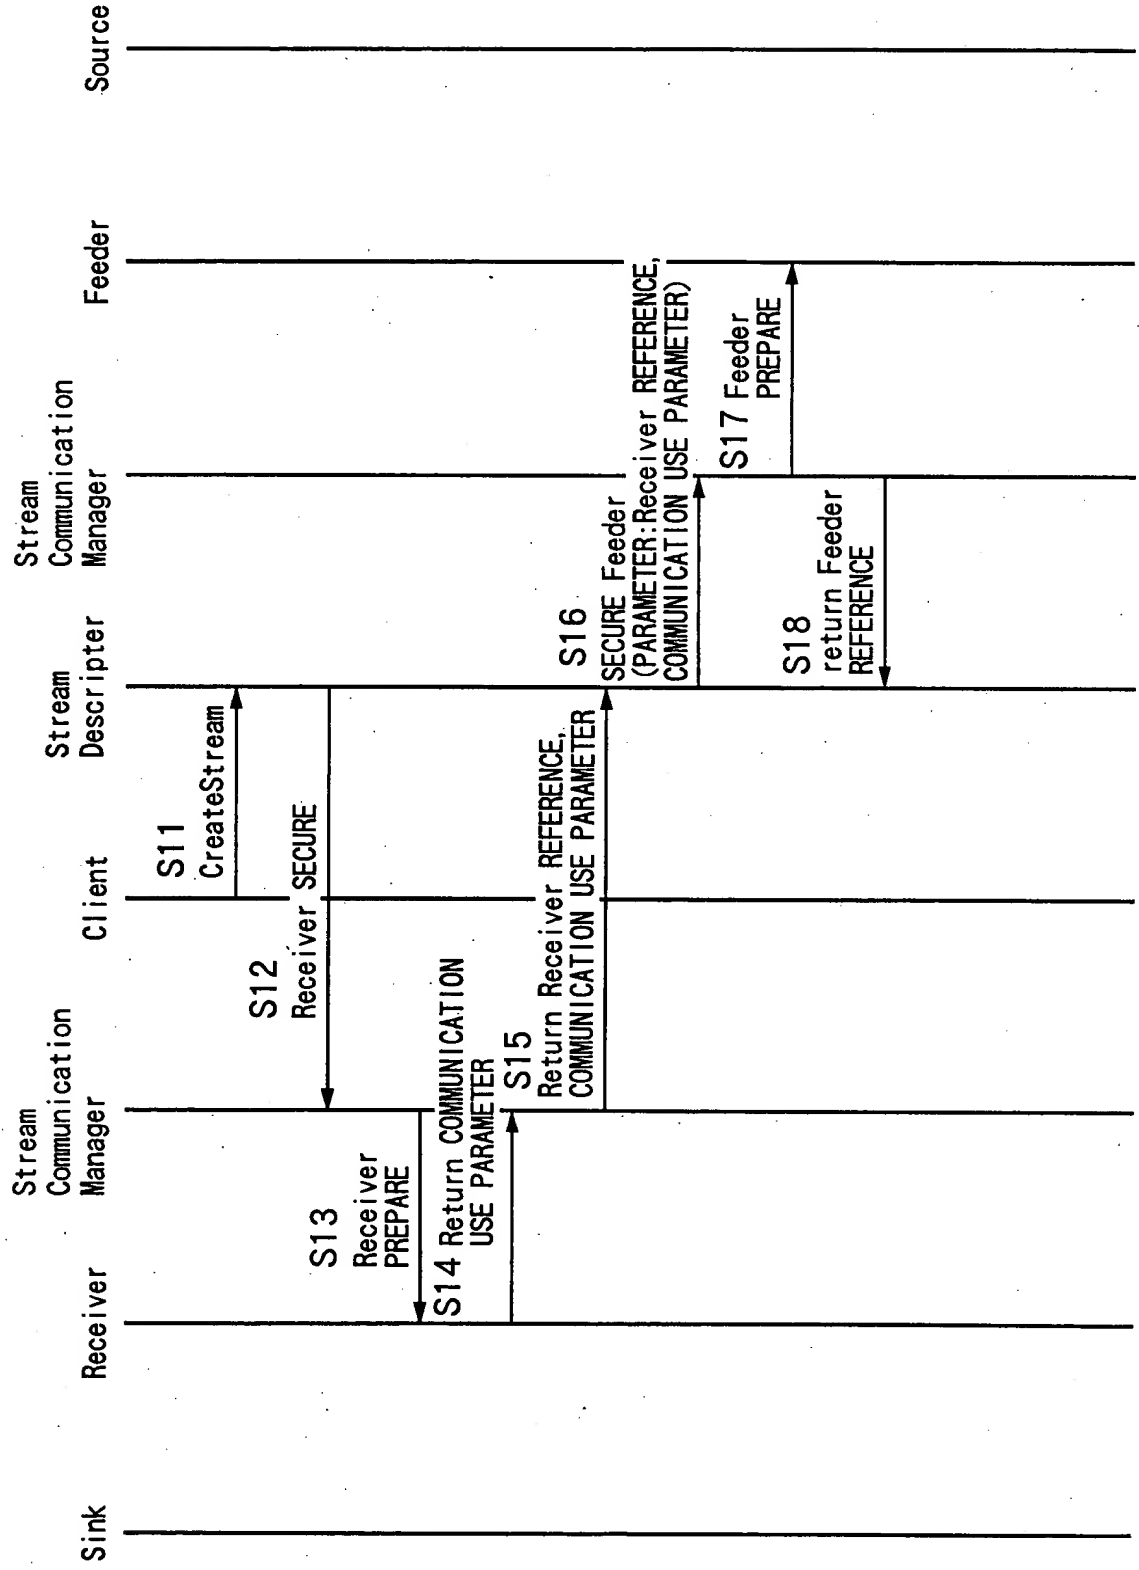 Sink
Receiver
Stream
Communication
Manager
Client
Stream
Descripter
Stream
Communication
Manager
Feeder
Source
S11
CreateStream
S12
Receiver SECURE
S13
Receiver
PREPARE
S14 Return COMMUNICATION
USE PARAMETER
S15
Return Receiver REFERENCE,
COMMUNICATION USE PARAMETER
S16
SECURE Feeder
(PARAMETER:Receiver REFERENCE,
COMMUNICATION USE PARAMETER)
S17 Feeder
PREPARE
S18
return Feeder
REFERENCE